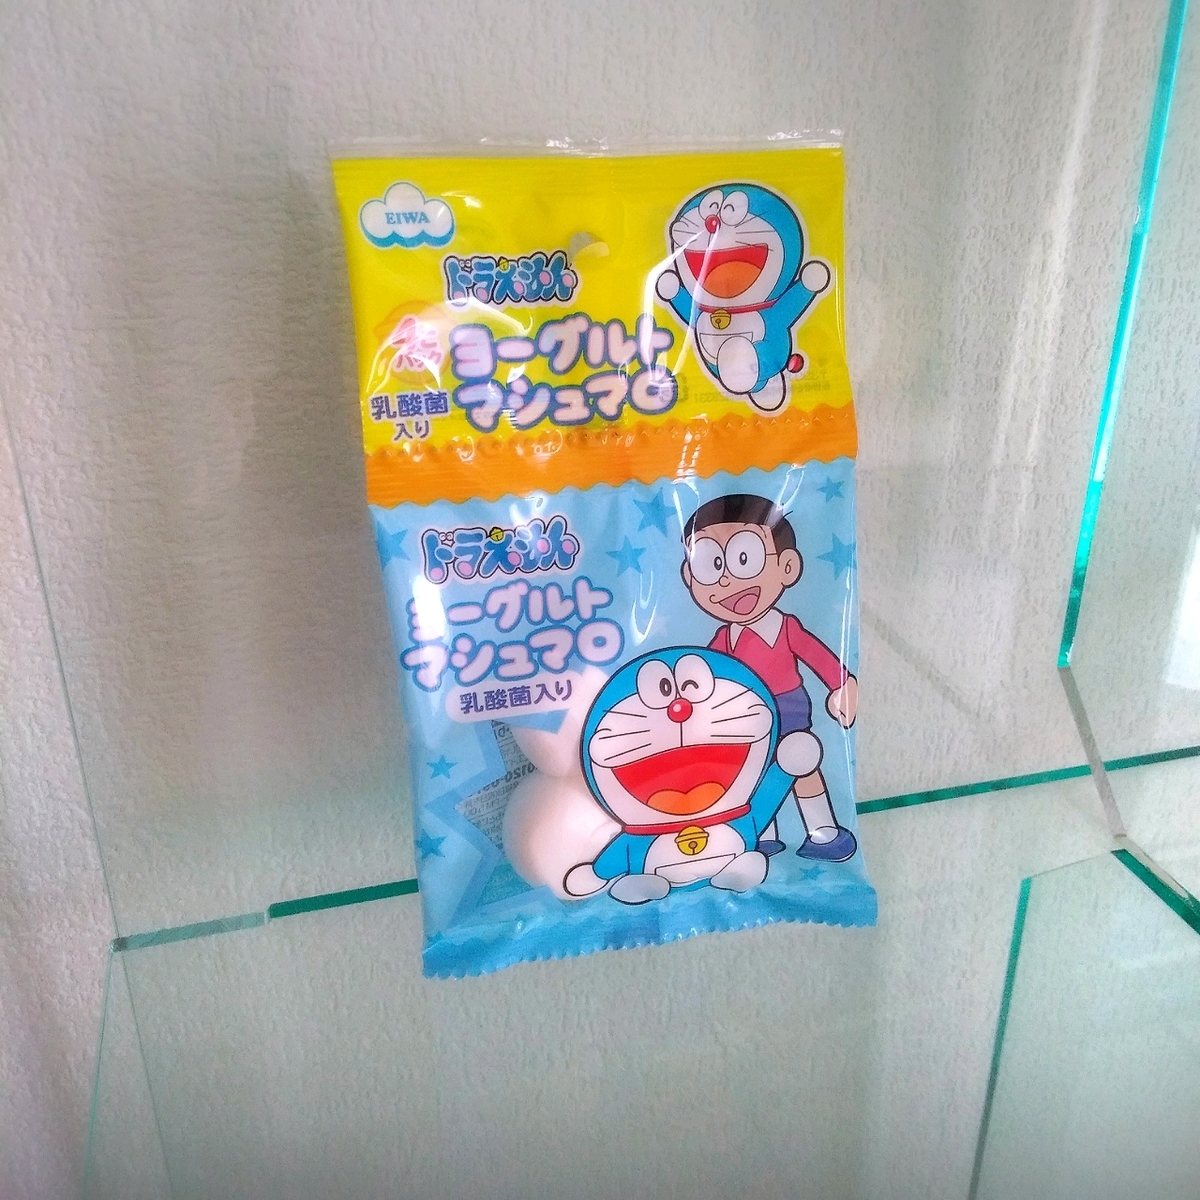 EIWA
ドラえもん
ヨーグルト
マシュマロ
乳酸菌
入り
ドラえもん
ヨーグルト
マシュマロ
乳酸菌入り